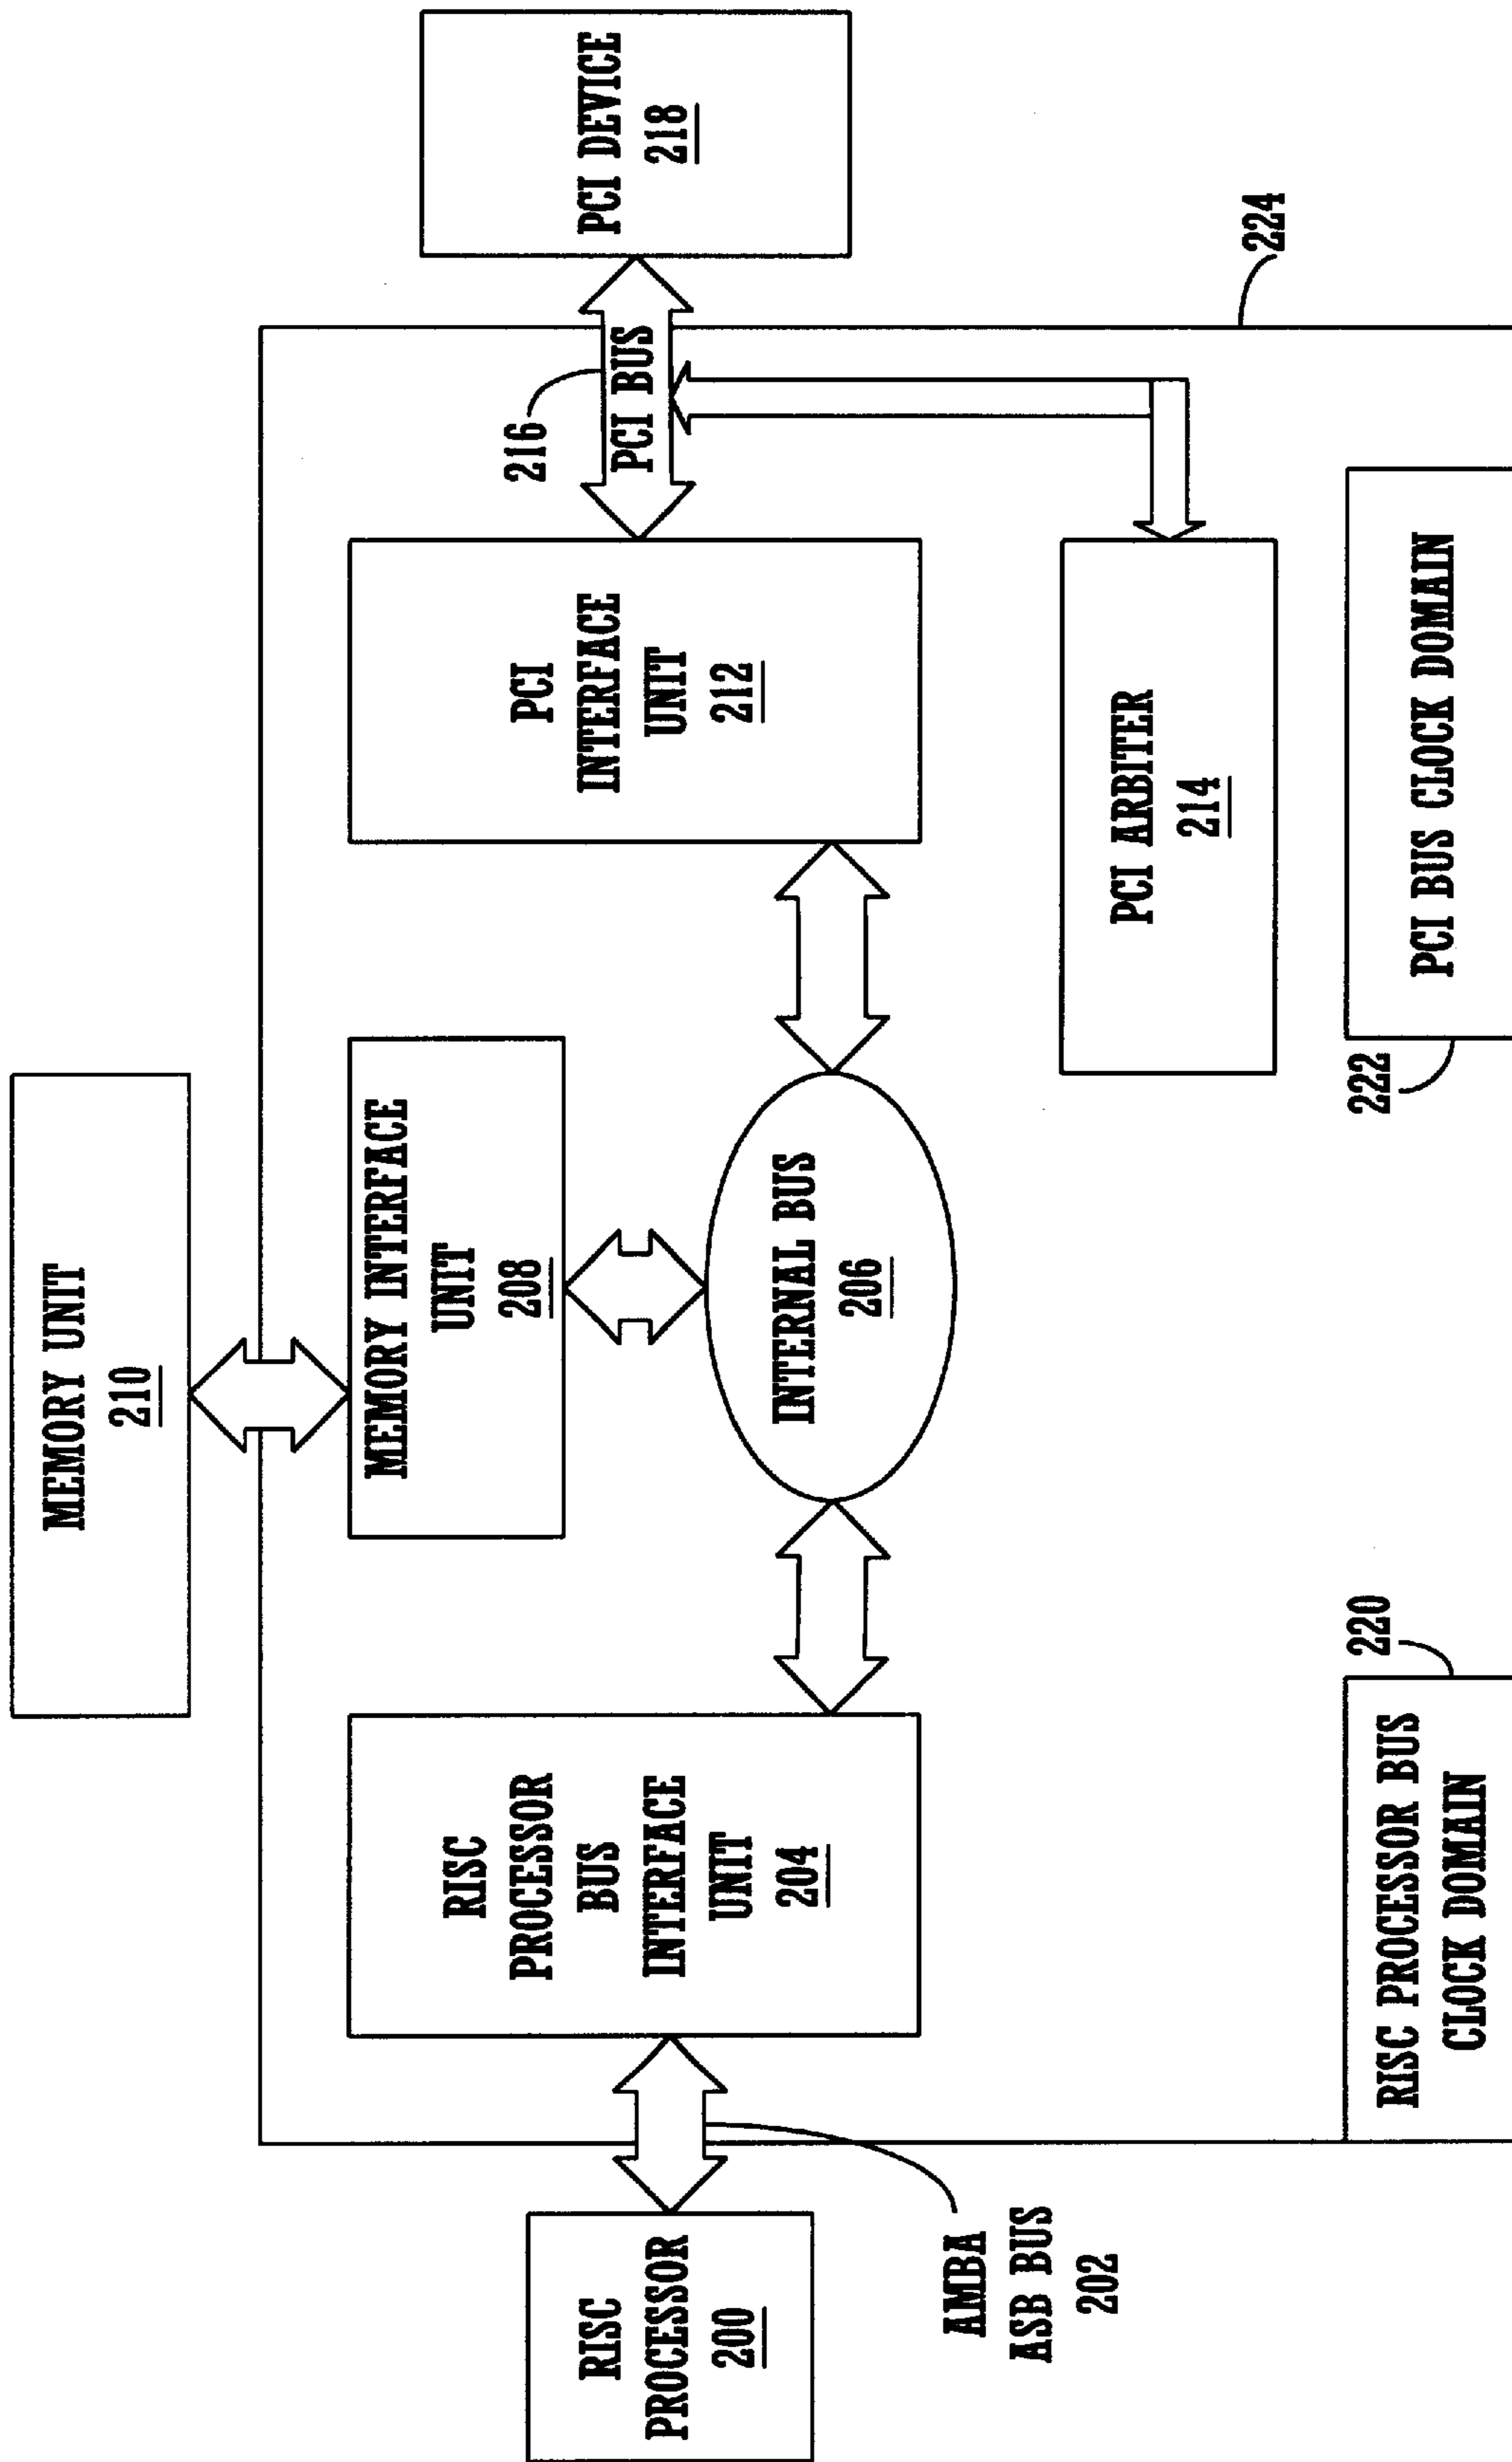 MEMORY UNIT
210
RISC
PROCESSOR
200
AMBA
ASB BUS
202
RISC
PROCESSOR
BUS
INTERFACE
UNIT
204
MEMORY INTERFACE
UNIT
208
INTERNAL BUS
206
PCI
INTERFACE
UNIT
212
216
PCI BUS
PCI DEVICE
218
PCI ARBITER
214
224
RISC PROCESSOR BUS
CLOCK DOMAIN
220
222
PCI BUS CLOCK DOMAIN